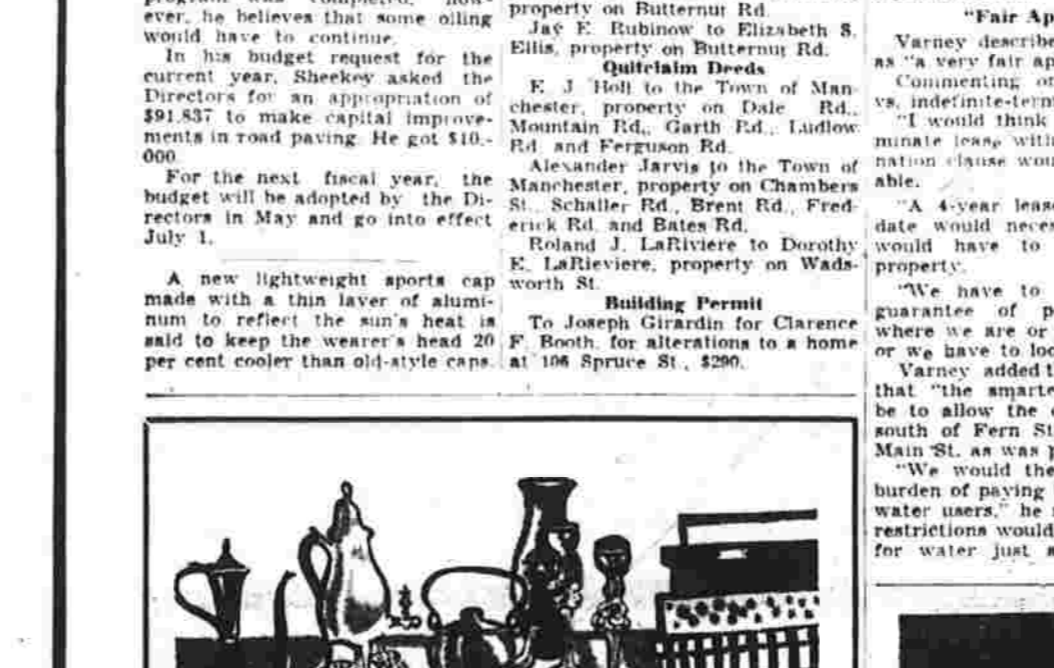 ever, he believes that some oiling
would have to continue.
In his budget request for the
current year, Sheekey asked the
Directors for an appropriation of
$91,837 to make capital improve-
ments in road paving. He got $10,-
000.
For the next fiscal year, the
budget will be adopted by the Di-
rectors in May and go into effect
July 1.
A new lightweight sports cap
made with a thin layer of alumi-
num to reflect the sun's heat is
said to keep the wearer's head 20
per cent cooler than old-style caps.
property on Butternut Rd.
Jay E. Rubinow to Elizabeth S.
Ellis, property on Butternut Rd.
Quitclaim Deeds
E. J. Holl to the Town of Man-
chester, property on Dale Rd.,
Mountain Rd., Garth Rd., Ludlow
Rd. and Ferguson Rd.
Alexander Jarvis to the Town of
Manchester, property on Chambers
St., Schaller Rd., Brent Rd., Fred-
erick Rd. and Bates Rd.
Roland J. LaRiviere to Dorothy
E. LaRieviere, property on Wads-
worth St.
Building Permit
To Joseph Girardin for Clarence
F. Booth, for alterations to a home
at 106 Spruce St., $290.
"Fair Ap
Varney describe
as "a very fair ap
Commenting on
vs. indefinite-term
"I would think
minate lease with
nation clause wou
able.
"A 4-year lease
date would neces
would have to
property.
"We have to
guarantee of p
where we are or
or we have to loc
Varney added t
that "the smarte
be to allow the
south of Fern St
Main St. as was p
"We would the
burden of paying
water users," he
restrictions would
for water just a